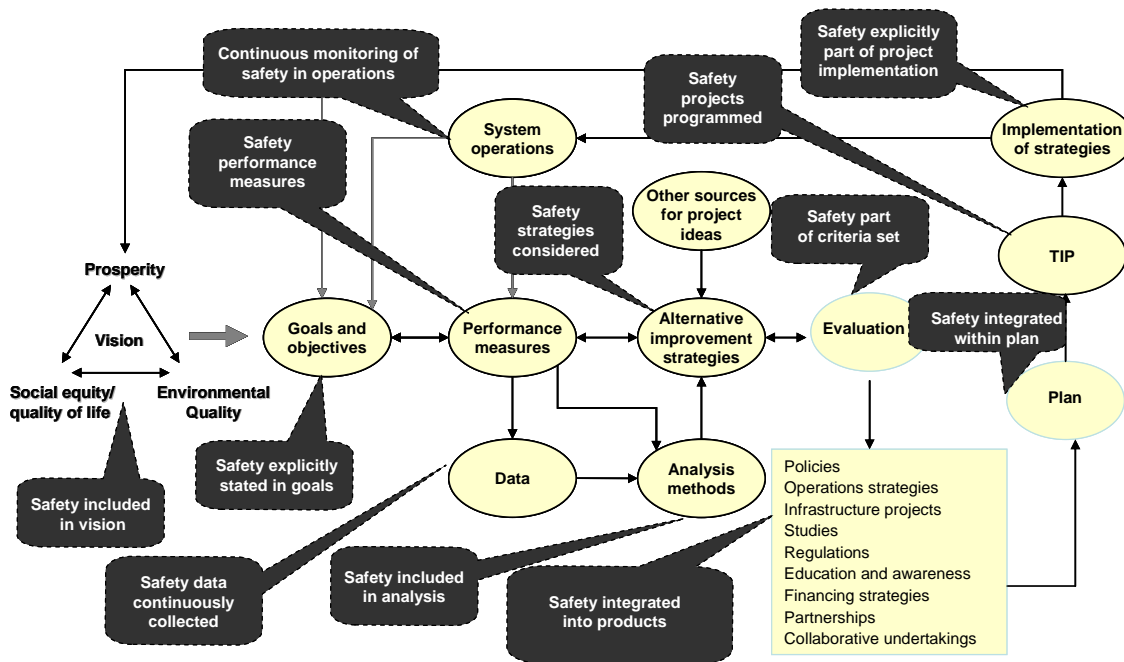 Continuous monitoring of
safety in operations
Safety
projects
programmed
Safety explicitly
part of project
implementation
Safety
performance
measures
System
operations
Implementation
of strategies
Safety
strategies
considered
Other sources
for project
ideas
Safety part
of criteria set
TIP
Prosperity
Vision
Social equity/
quality of life
Environmental
Quality
Goals and
objectives
Performance
measures
Alternative
improvement
strategies
Evaluation
Safety integrated
within plan
Plan
Safety included
in vision
Safety explicitly
stated in goals
Data
Analysis
methods
Policies
Operations strategies
Infrastructure projects
Studies
Regulations
Education and awareness
Financing strategies
Partnerships
Collaborative undertakings
Safety data
continuously
collected
Safety included
in analysis
Safety integrated
into products